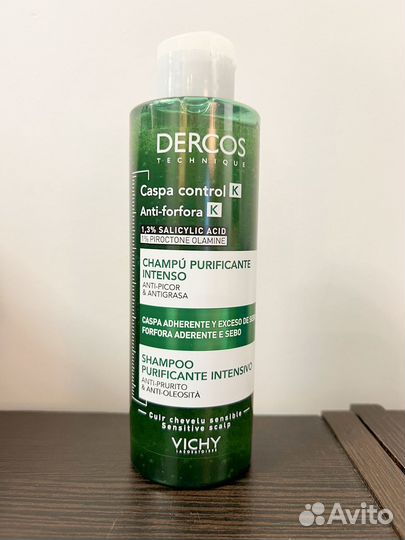 DERCOS
TECHNIQUE
Caspa control K
Anti-forfora K
1,3% SALICYLIC ACID
1% PIROCTONE OLAMINE
CHAMPÚ PURIFICANTE
INTENSO
ANTI-PICOR
& ANTIGRASA
CASPA ADHERENTE Y EXCESO DE
FORFORA ADERENTE E SEBO
SHAMPOO
PURIFICANTE INTENSIVO
ANTI-PRURITO
& ANTI-OLEOSITÀ
Cuir chevelu sensible
Sensitive scalp
VICHY
LABORATOIRES
Avito